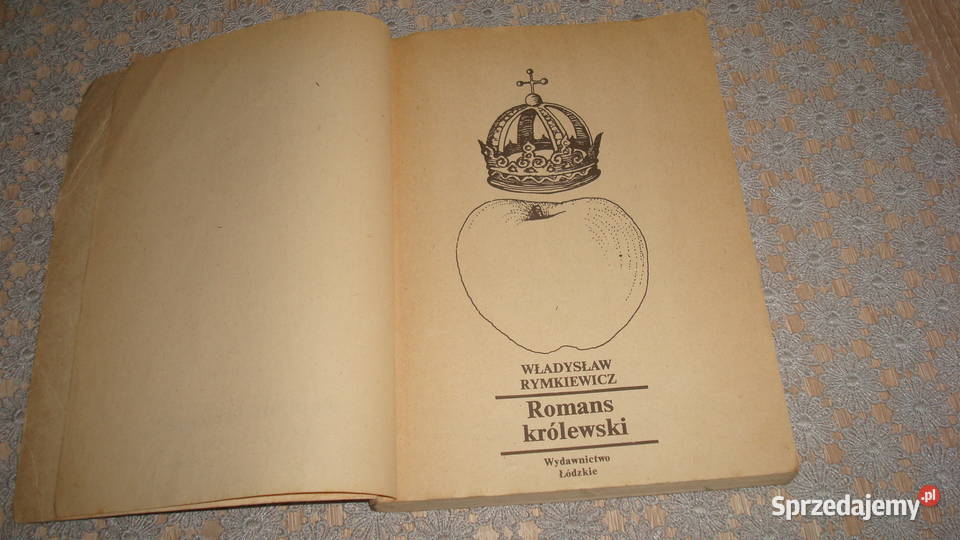 WŁADYSŁAW
RYMKIEWICZ
Romans
królewski
Wydawnictwo
Łódzkie
Sprzedajemy.pl